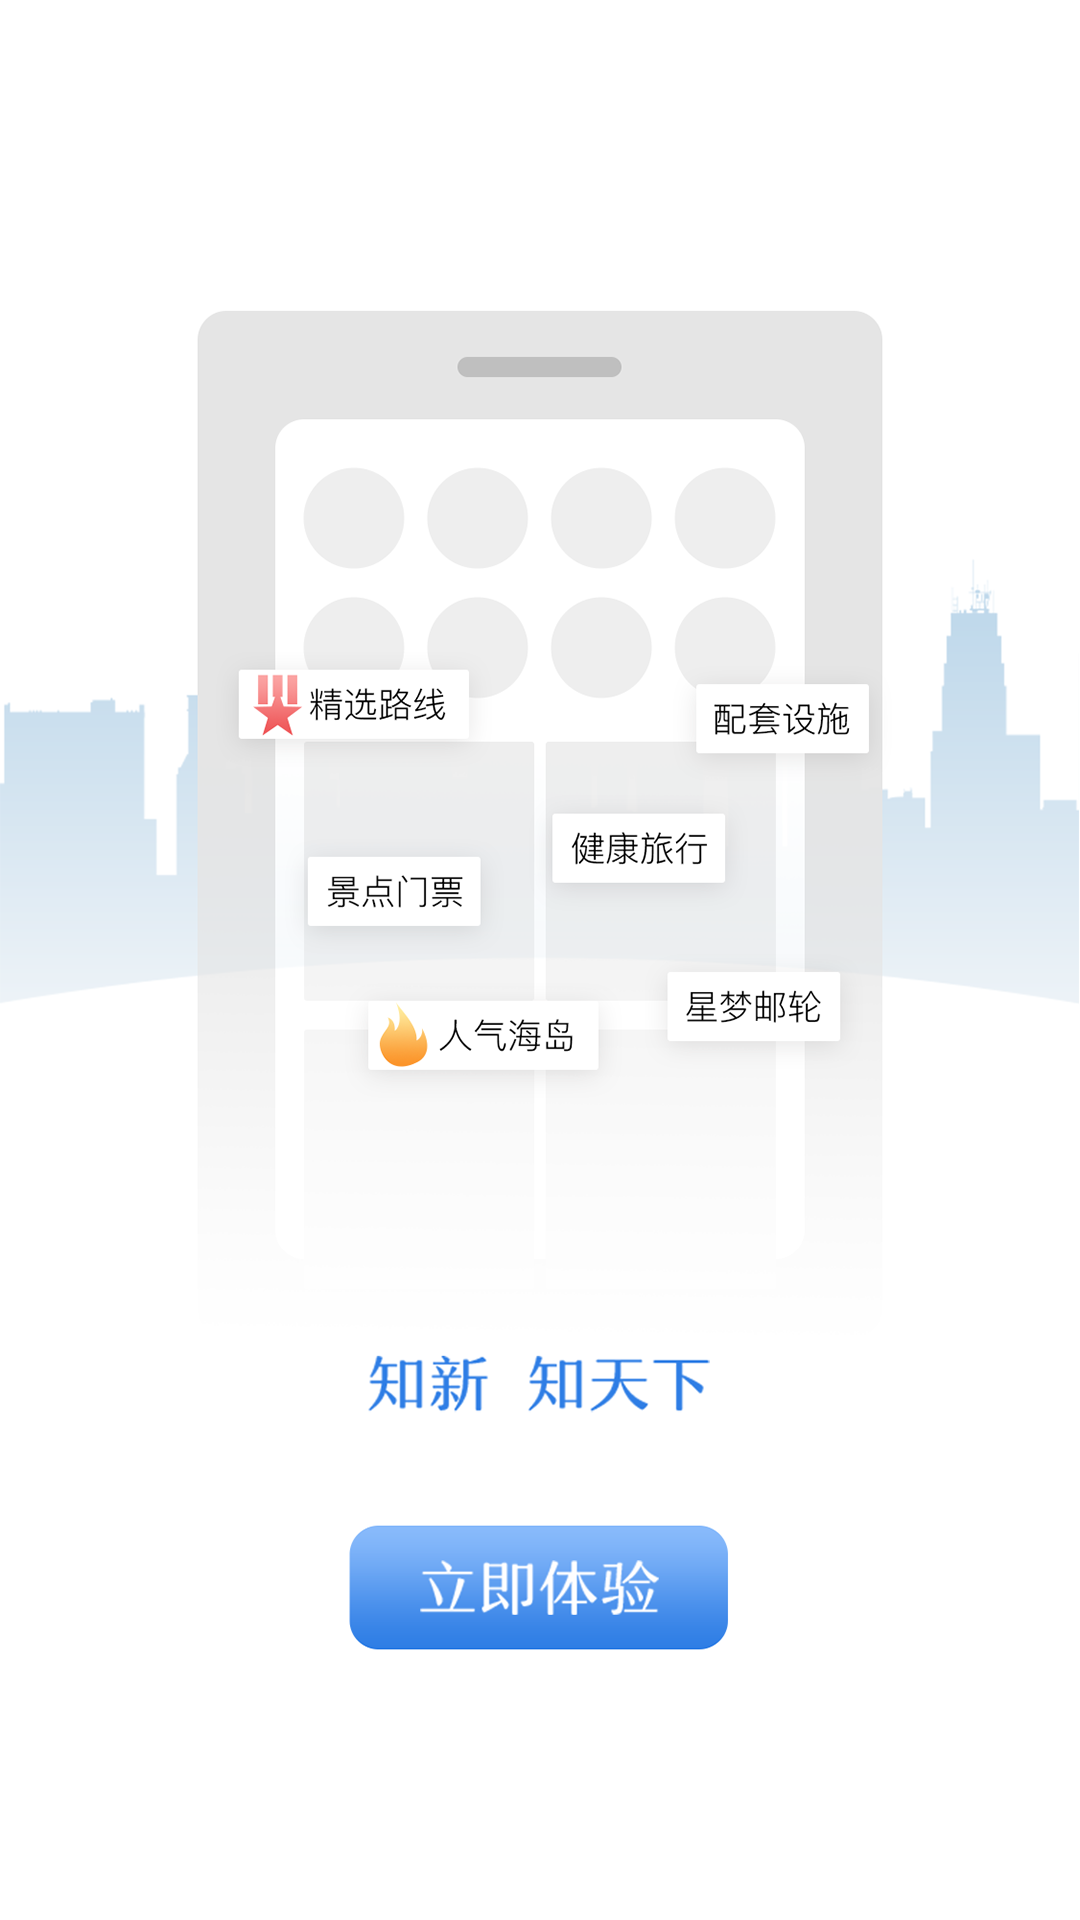 精选路线
配套设施
健康旅行
景点门票
星梦邮轮
人气海岛
知新 知天下
立即体验